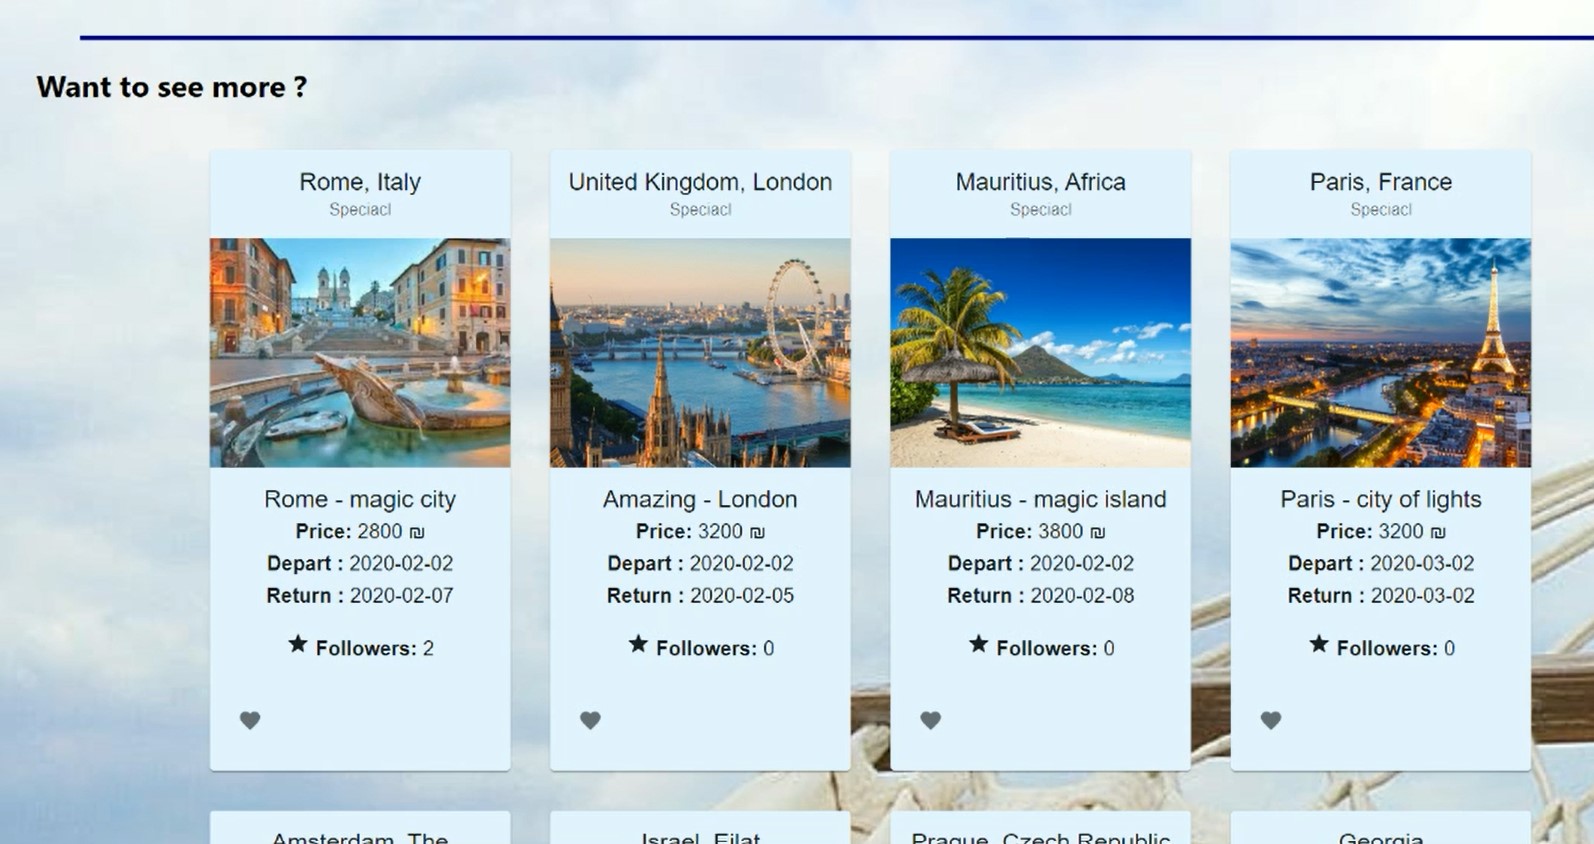 Want to see more ?
Rome, Italy
Speciacl
Rome - magic city
Price: 2800 ₪
Depart : 2020-02-02
Return : 2020-02-07
Followers: 2
United Kingdom, London
Speciacl
Amazing - London
Price: 3200 ₪
Depart : 2020-02-02
Return : 2020-02-05
Followers: 0
Mauritius, Africa
Speciacl
Mauritius - magic island
Price: 3800 ₪
Depart : 2020-02-02
Return : 2020-02-08
Followers: 0
Paris, France
Speciacl
Paris - city of lights
Price: 3200 ₪
Depart : 2020-03-02
Return : 2020-03-02
Followers: 0
Amsterdam, The
Israel, Eilat
Prague, Czech Republic
Georgia